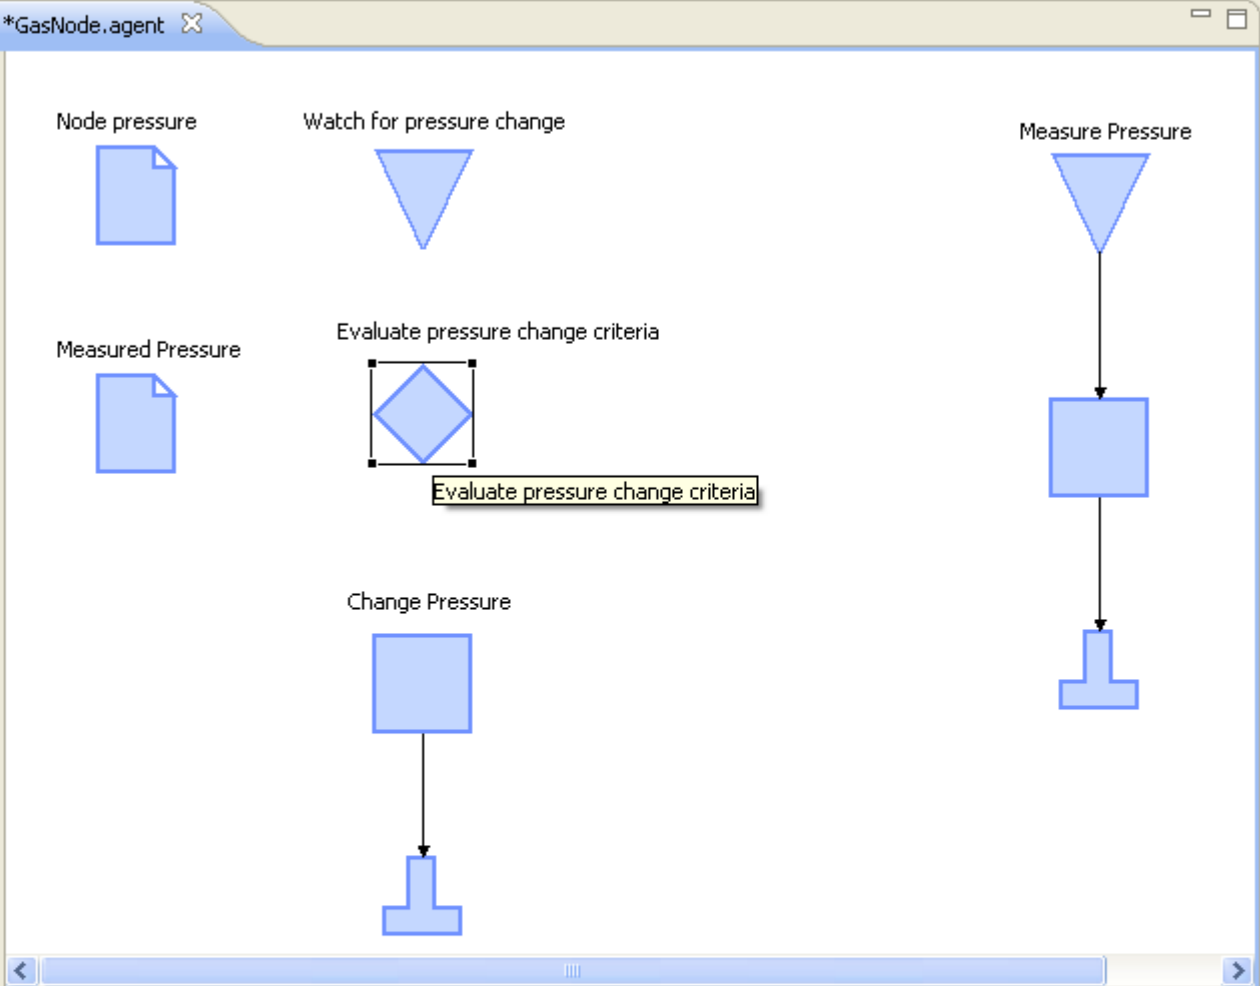 *GasNode.agent
Node pressure
Watch for pressure change
Measure Pressure
Evaluate pressure change criteria
Measured Pressure
Evaluate pressure change criteria
Change Pressure